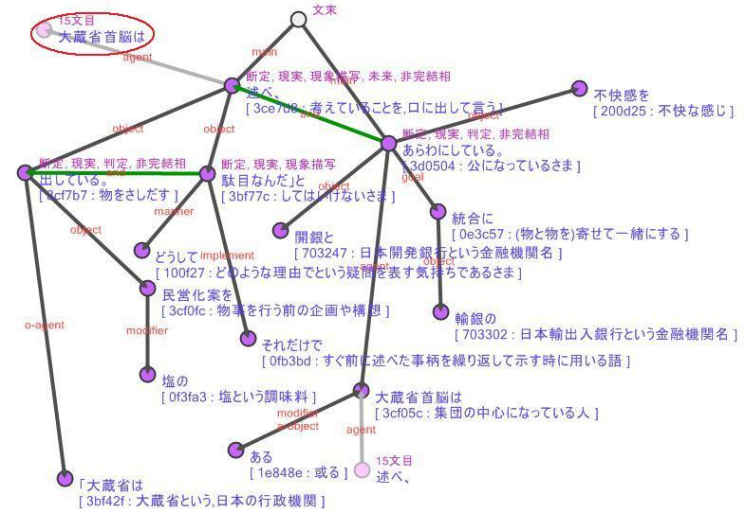 15文目
大蔵省首脳は
文末
agent
main
main
断定, 現実, 現象描写, 未来, 非完結相
述べ、
[ 3ce7d8 : 考えていることを,口に出して言う ]
and
object
object
object
不快感を
[ 200d25 : 不快な感じ ]
断定, 現実, 判定, 非完結相
あらわにしている。
[ 3d0504 : 公になっているさま ]
断定, 現実, 判定, 非完結相
出している。
[ 3cf7b7 : 物をさしだす ]
and
断定, 現実, 現象描写
駄目なんだ」と
[ 3bf77c : してはいけないさま ]
object
goal
object
manner
implement
agent
object
統合に
[ 0e3c57 : (物と物を)寄せて一緒にする ]
開銀と
[ 703247 : 日本開発銀行という金融機関名 ]
どうして
[ 100f27 : どのような理由でという疑問を表す気持ちであるさま ]
民営化案を
[ 3cf0fc : 物事を行う前の企画や構想 ]
輸銀の
[ 703302 : 日本輸出入銀行という金融機関名 ]
o-agent
modifier
それだけで
[ 0fb3bd : すぐ前に述べた事柄を繰り返して示す時に用いる語 ]
塩の
[ 0f3fa3 : 塩という調味料 ]
大蔵省首脳は
[ 3cf05c : 集団の中心になっている人 ]
modifier
a-object
agent
ある
[ 1e848e : 或る ]
15文目
述べ、
「大蔵省は
[ 3bf42f : 大蔵省という,日本の行政機関 ]